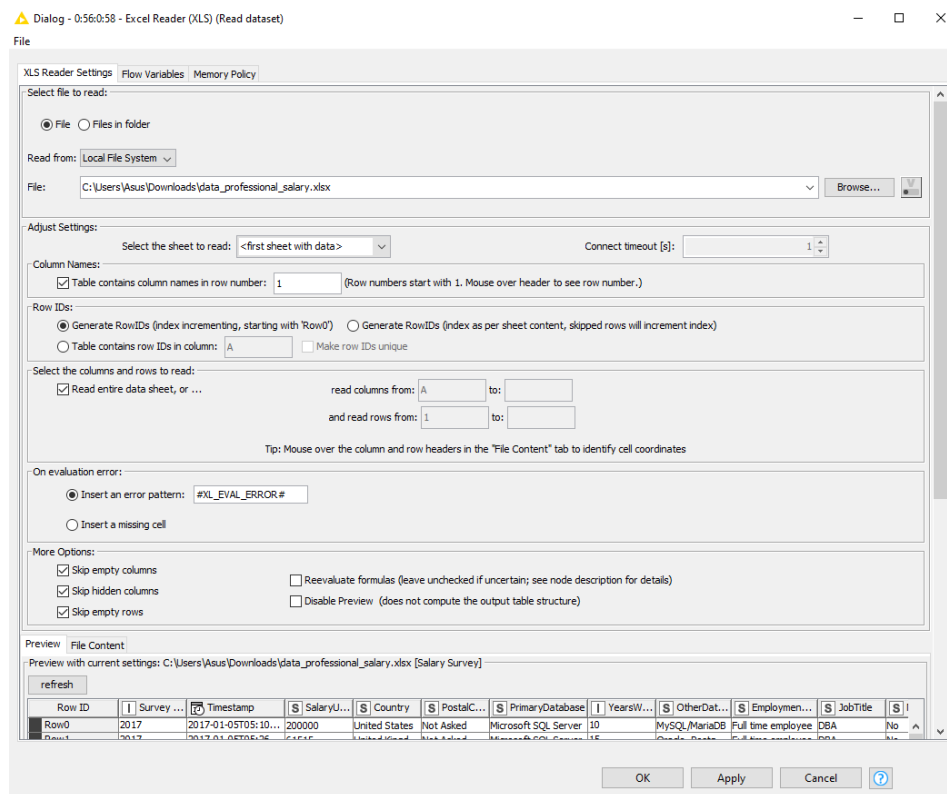 Dialog - 0:56:0:58 - Excel Reader (XLS) (Read dataset)
File
XLS Reader Settings Flow Variables Memory Policy
Select file to read:
File Files in folder
Read from: Local File System
File: C:\Users\Asus\Downloads\data_professional_salary.xlsx Browse...
Adjust Settings:
Select the sheet to read: <first sheet with data> Connect timeout [s]: 1
Column Names:
Table contains column names in row number: 1 (Row numbers start with 1. Mouse over header to see row number.)
Row IDs:
Generate RowIDs (index incrementing, starting with 'Row0') Generate RowIDs (index as per sheet content, skipped rows will increment index)
Table contains row IDs in column: A Make row IDs unique
Select the columns and rows to read:
Read entire data sheet, or ... read columns from: A to:
and read rows from: 1 to:
Tip: Mouse over the column and row headers in the "File Content" tab to identify cell coordinates
On evaluation error:
Insert an error pattern: #XL_EVAL_ERROR#
Insert a missing cell
More Options:
Skip empty columns
Reevaluate formulas (leave unchecked if uncertain; see node description for details)
Skip hidden columns
Disable Preview (does not compute the output table structure)
Skip empty rows
Preview File Content
Preview with current settings: C:\Users\Asus\Downloads\data_professional_salary.xlsx [Salary Survey]
refresh
Row ID I Survey ... Timestamp S SalaryU... S Country S PostalC... S PrimaryDatabase I YearsW... S OtherDat... S Employmen... S JobTitle S
Row0 2017 2017-01-05T05:10... 200000 United States Not Asked Microsoft SQL Server 10 MySQL/MariaDB Full time employee DBA No
OK Apply Cancel ?